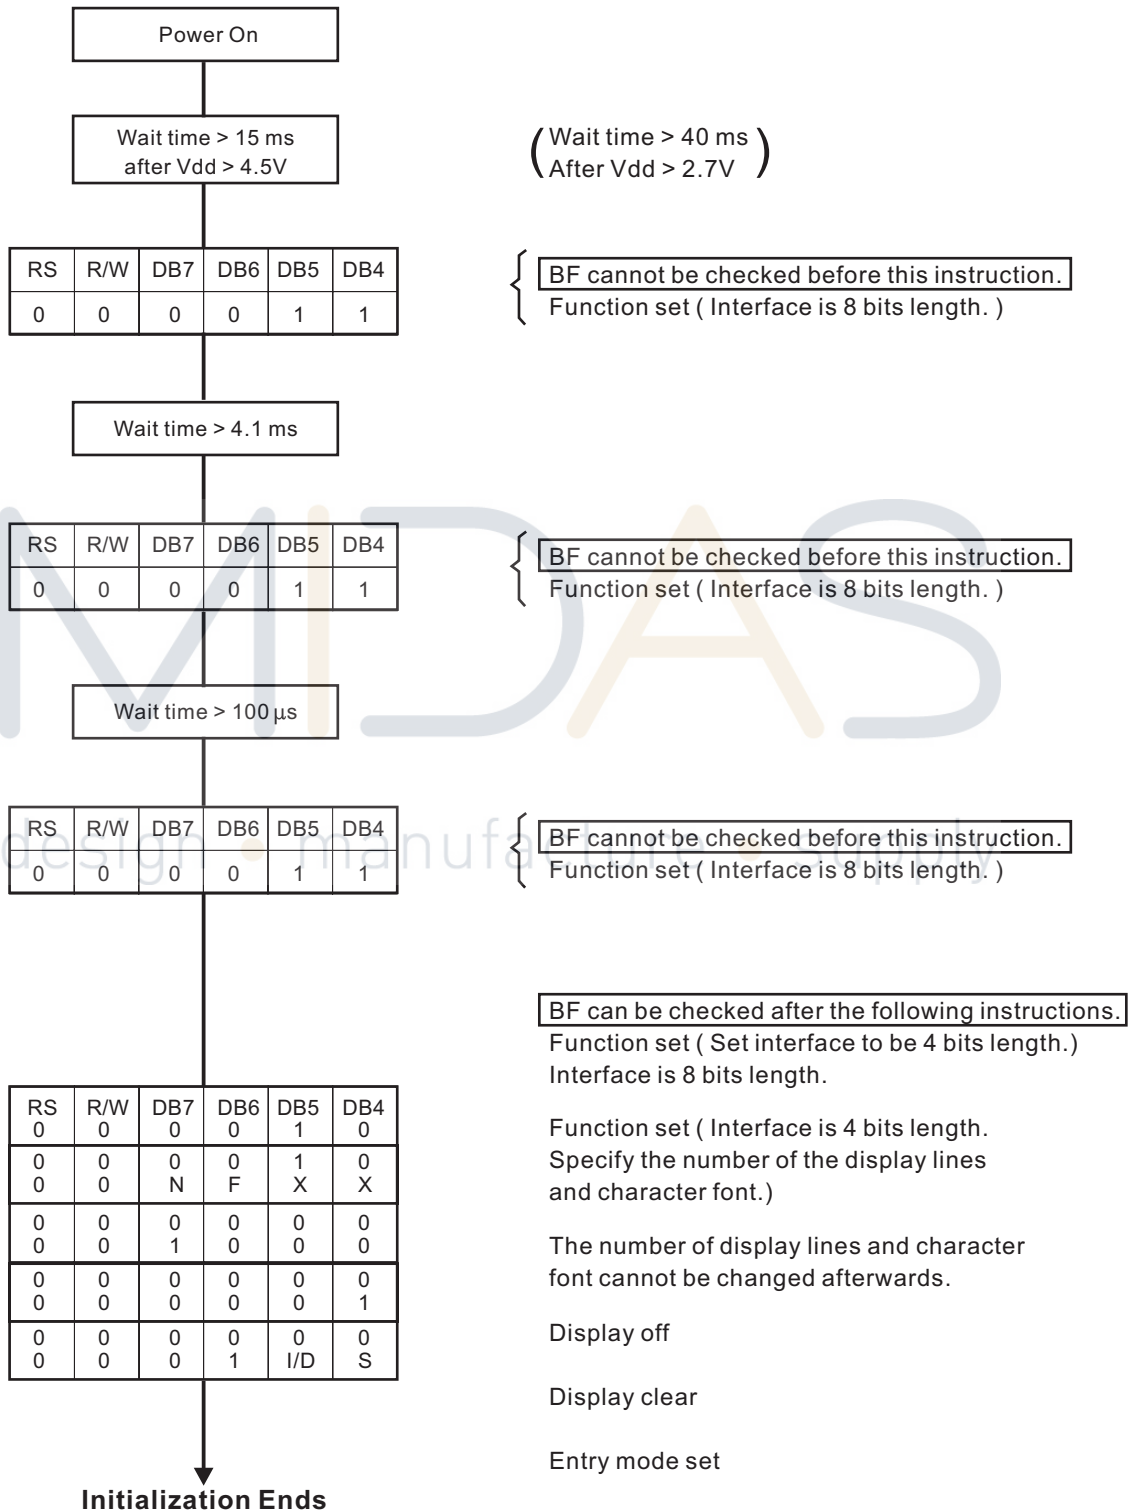 Power On
Wait time > 15 ms
after Vdd > 4.5V
(Wait time > 40 ms
After Vdd > 2.7V)
RS R/W DB7 DB6 DB5 DB4
0 0 0 0 1 1
BF cannot be checked before this instruction.
Function set ( Interface is 8 bits length. )
Wait time > 4.1 ms
RS R/W DB7 DB6 DB5 DB4
0 0 0 0 1 1
BF cannot be checked before this instruction.
Function set ( Interface is 8 bits length. )
MIDAS
Wait time > 100 µs
RS R/W DB7 DB6 DB5 DB4
0 0 0 0 1 1
BF cannot be checked before this instruction.
Function set ( Interface is 8 bits length. )
design • manufacture • supply
BF can be checked after the following instructions.
Function set ( Set interface to be 4 bits length.)
Interface is 8 bits length.
RS R/W DB7 DB6 DB5 DB4
0 0 0 0 1 0
0 0 0 0 1 0
0 0 N F X X
0 0 0 0 0 0
0 0 1 0 0 0
0 0 0 0 0 0
0 0 0 0 0 1
0 0 0 0 0 0
0 0 0 1 I/D S
Function set ( Interface is 4 bits length.
Specify the number of the display lines
and character font.)
The number of display lines and character
font cannot be changed afterwards.
Display off
Display clear
Entry mode set
Initialization Ends